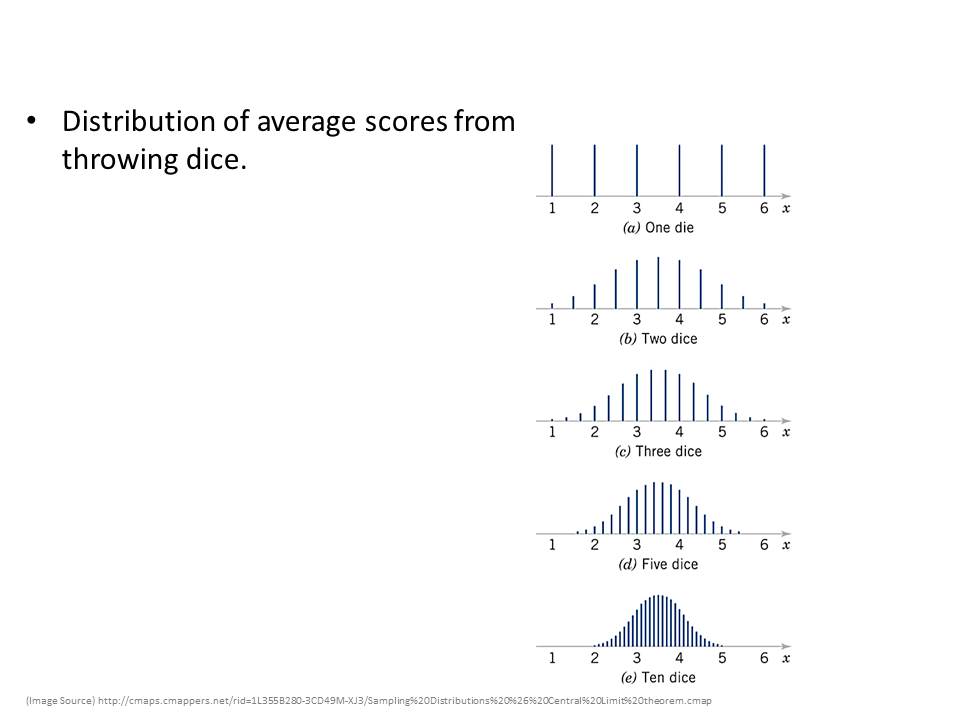 • Distribution of average scores from
throwing dice.
1 2 3 4 5 6 x
(a) One die
1 2 3 4 5 6 x
(b) Two dice
1 2 3 4 5 6 x
(c) Three dice
1 2 3 4 5 6 x
(d) Five dice
1 2 3 4 5 6 x
(e) Ten dice
(Image Source) http://cmaps.cmappers.net/rid=1L355B280-3CD49M-XJ3/Sampling%20Distributions%20%26%20Central%20Limit%20theorem.cmap